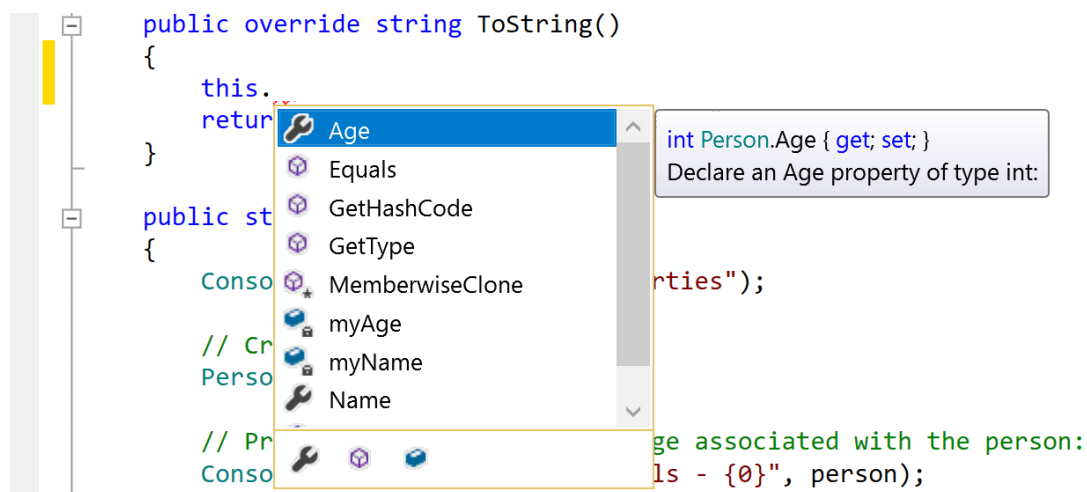 public override string ToString()
{
this.
retur
}
public st
{
Conso rties");
// Cr
Perso
// Pr ge associated with the person:
Conso ls - {0}", person);
Age
Equals
GetHashCode
GetType
MemberwiseClone
myAge
myName
Name
int Person.Age { get; set; }
Declare an Age property of type int: